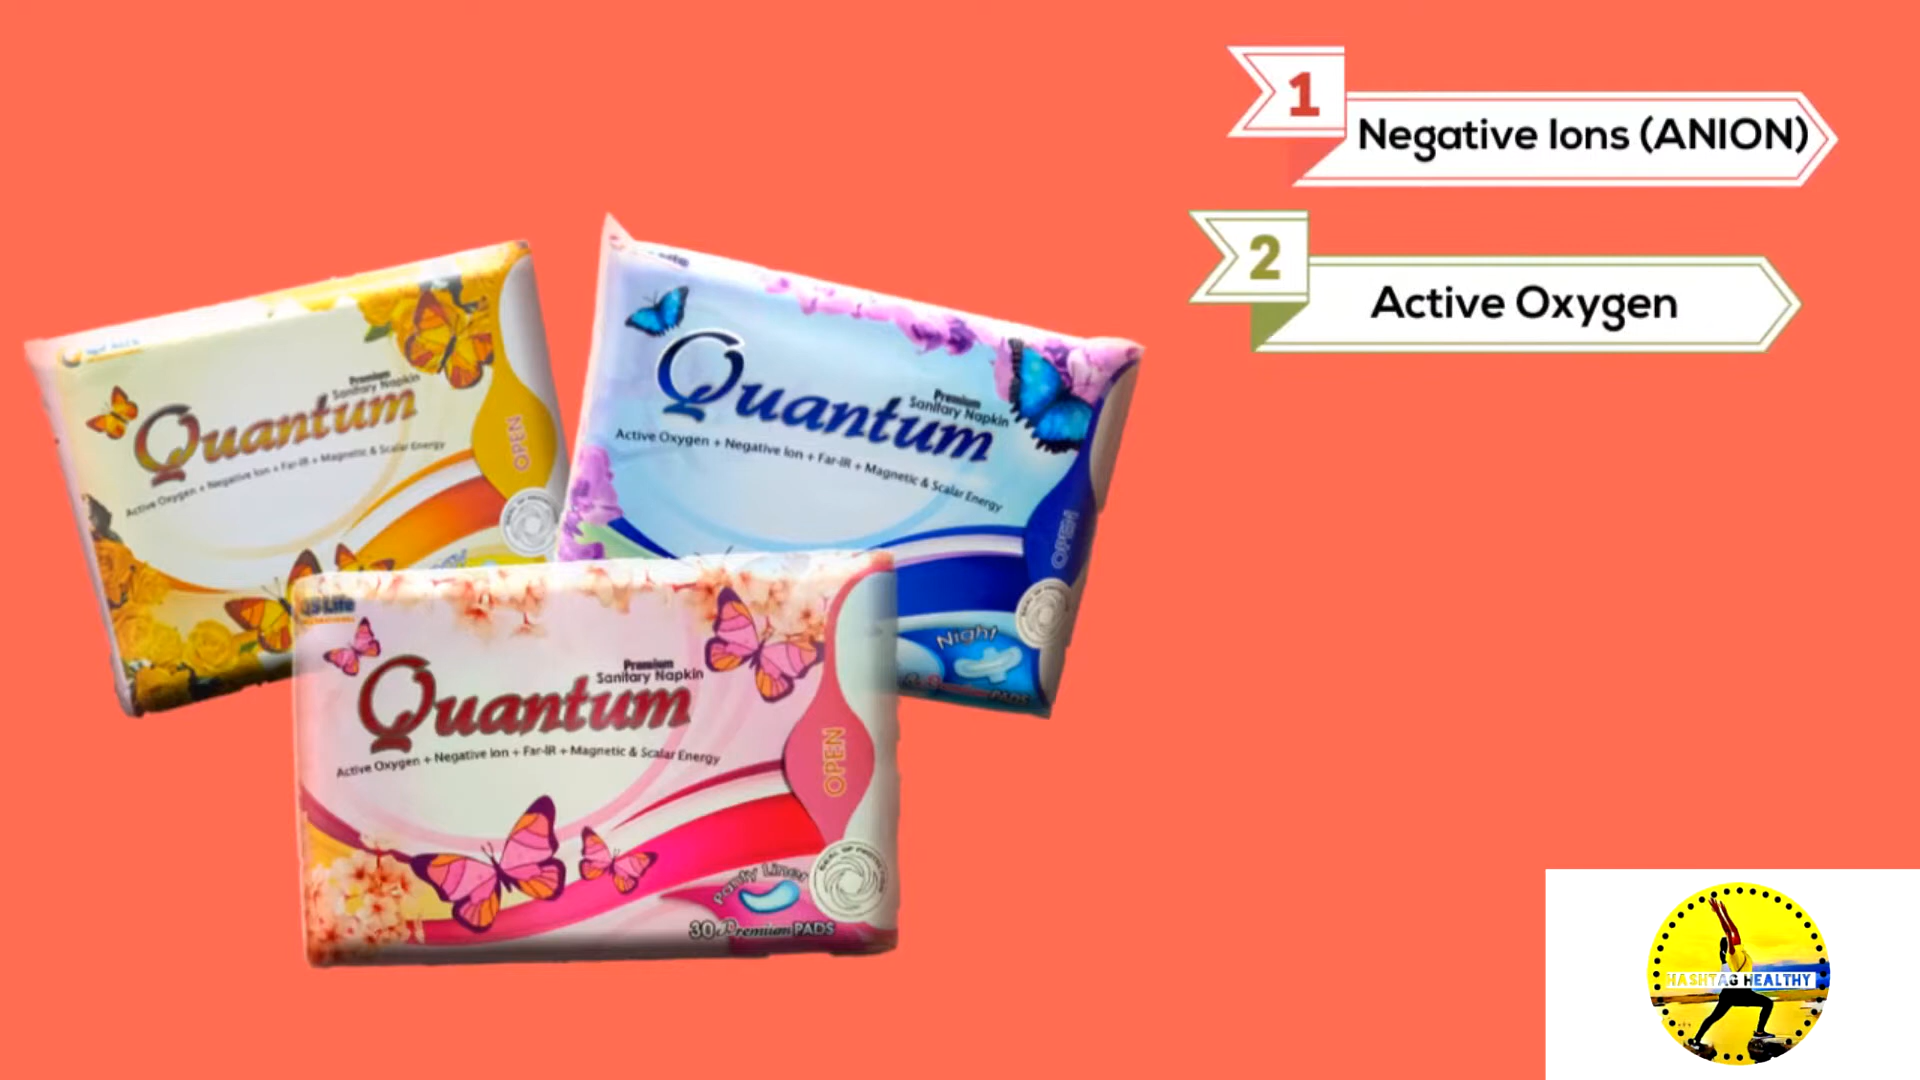 1
Negative Ions (ANION)
2
Active Oxygen
Premium
Sanitary Napkin
Quantum
Active Oxygen + Negative Ion + Far-IR + Magnetic & Scalar Energy
OPEN
Premium
Sanitary Napkin
Quantum
Active Oxygen + Negative Ion + Far-IR + Magnetic & Scalar Energy
OPEN
Night
PADS
QS Life
Premium
Sanitary Napkin
Quantum
Active Oxygen + Negative Ion + Far-IR + Magnetic & Scalar Energy
OPEN
Panty Liner
30 Premium PADS
HASHTAG HEALTHY